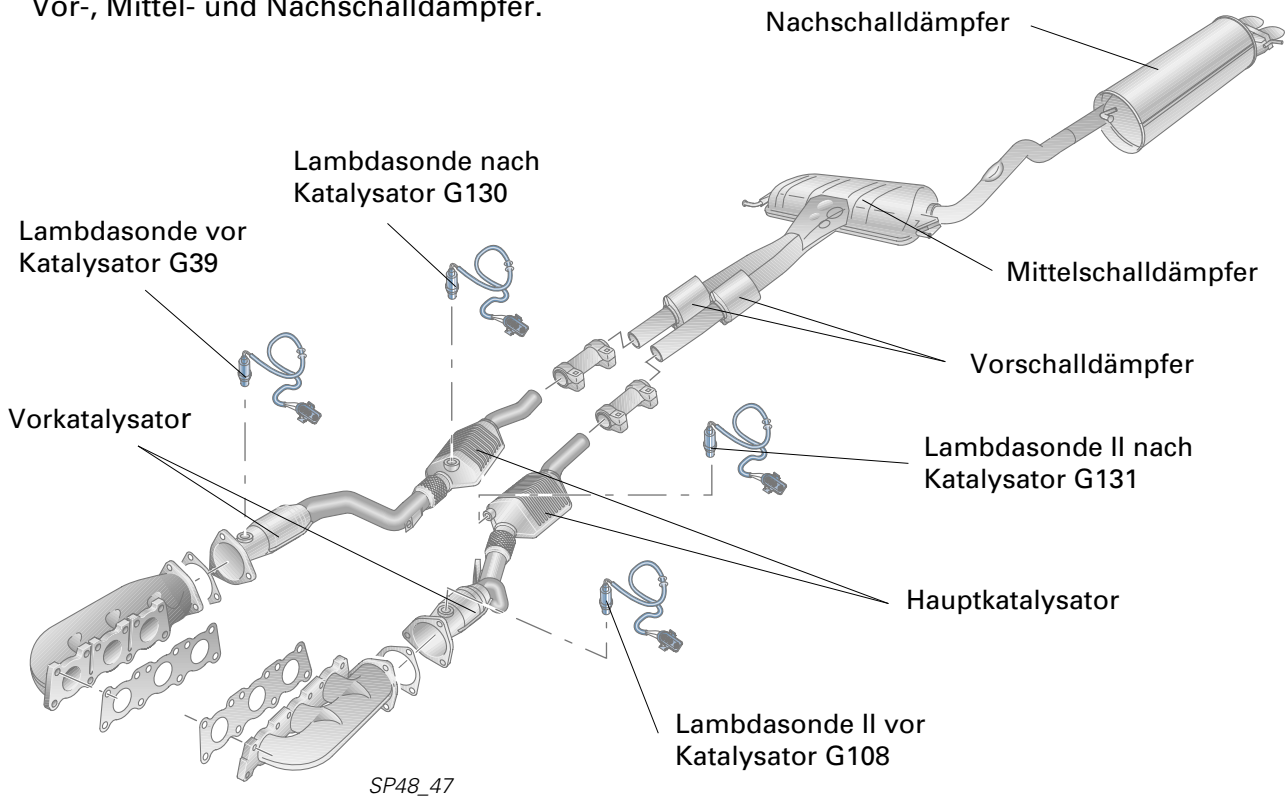 Vor-, Mittel- und Nachschalldämpfer.
Nachschalldämpfer
Lambdasonde nach
Katalysator G130
Lambdasonde vor
Katalysator G39
Mittelschalldämpfer
Vorschalldämpfer
Vorkatalysator
Lambdasonde II nach
Katalysator G131
Hauptkatalysator
Lambdasonde II vor
Katalysator G108
SP48_47